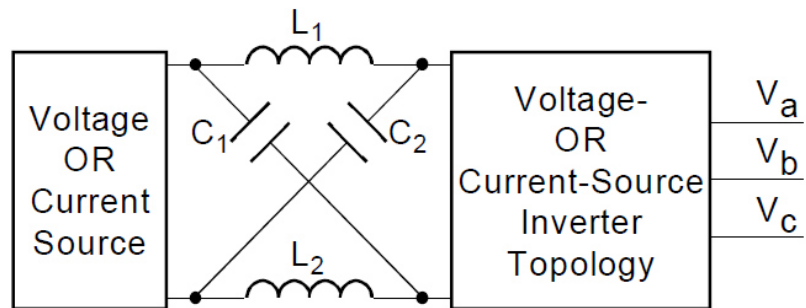 L1
Voltage
OR
Current
Source
C1
C2
L2
Voltage-
OR
Current-Source
Inverter
Topology
Va
Vb
Vc